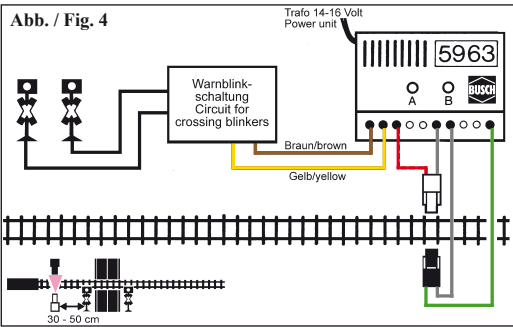 Abb. / Fig. 4
Trafo 14-16 Volt
Power unit
5963
A
B
BUSCH
Warnblink-
schaltung
Circuit for
crossing blinkers
Braun/brown
Gelb/yellow
30 - 50 cm